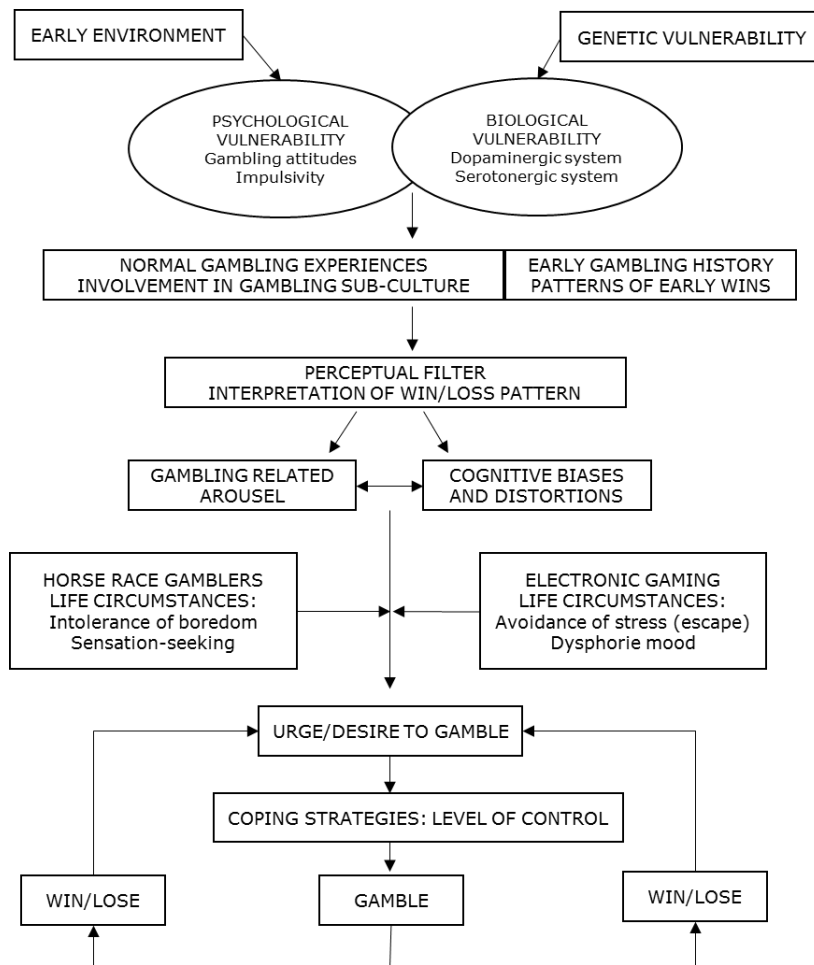 EARLY ENVIRONMENT
GENETIC VULNERABILITY
PSYCHOLOGICAL
VULNERABILITY
Gambling attitudes
Impulsivity
BIOLOGICAL
VULNERABILITY
Dopaminergic system
Serotonergic system
NORMAL GAMBLING EXPERIENCES
INVOLVEMENT IN GAMBLING SUB-CULTURE
EARLY GAMBLING HISTORY
PATTERNS OF EARLY WINS
PERCEPTUAL FILTER
INTERPRETATION OF WIN/LOSS PATTERN
GAMBLING RELATED
AROUSEL
COGNITIVE BIASES
AND DISTORTIONS
HORSE RACE GAMBLERS
LIFE CIRCUMSTANCES:
Intolerance of boredom
Sensation-seeking
ELECTRONIC GAMING
LIFE CIRCUMSTANCES:
Avoidance of stress (escape)
Dysphorie mood
URGE/DESIRE TO GAMBLE
COPING STRATEGIES: LEVEL OF CONTROL
WIN/LOSE
GAMBLE
WIN/LOSE